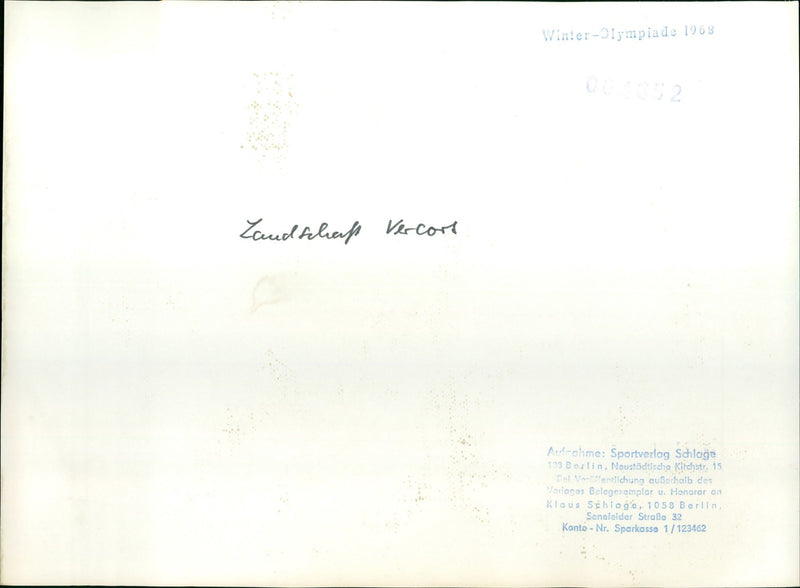 Winter-Olympiade 1968
Landschaft Vercors
Aufnahme: Sportverlag Schlage
108 Berlin, Neustädtische Kirchstr. 15
Bei Veröffentlichung außerhalb des
Verlages Belegexemplar u. Honorar an
Klaus Schlage, 1058 Berlin,
Senefelder Straße 32
Konto-Nr. Sparkasse 1/123462